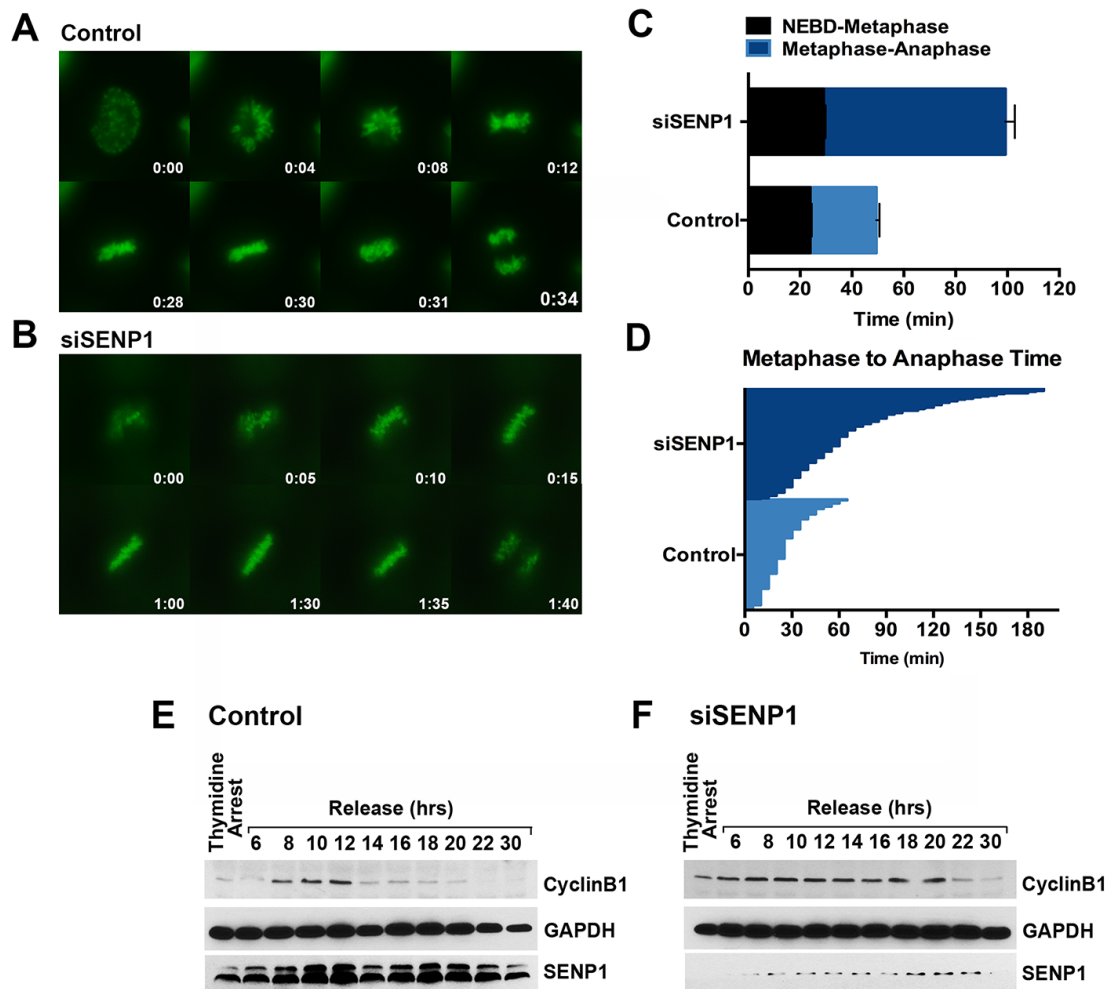 A Control
0:00 0:04 0:08 0:12
0:28 0:30 0:31 0:34
B siSENP1
0:00 0:05 0:10 0:15
1:00 1:30 1:35 1:40
C
NEBD-Metaphase
Metaphase-Anaphase
siSENP1
Control
0 20 40 60 80 100 120
Time (min)
D
Metaphase to Anaphase Time
siSENP1
Control
0 30 60 90 120 150 180
Time (min)
E Control
Thymidine
Arrest
Release (hrs)
6 8 10 12 14 16 18 20 22 30
CyclinB1
GAPDH
SENP1
F siSENP1
Thymidine
Arrest
Release (hrs)
6 8 10 12 14 16 18 20 22 30
CyclinB1
GAPDH
SENP1